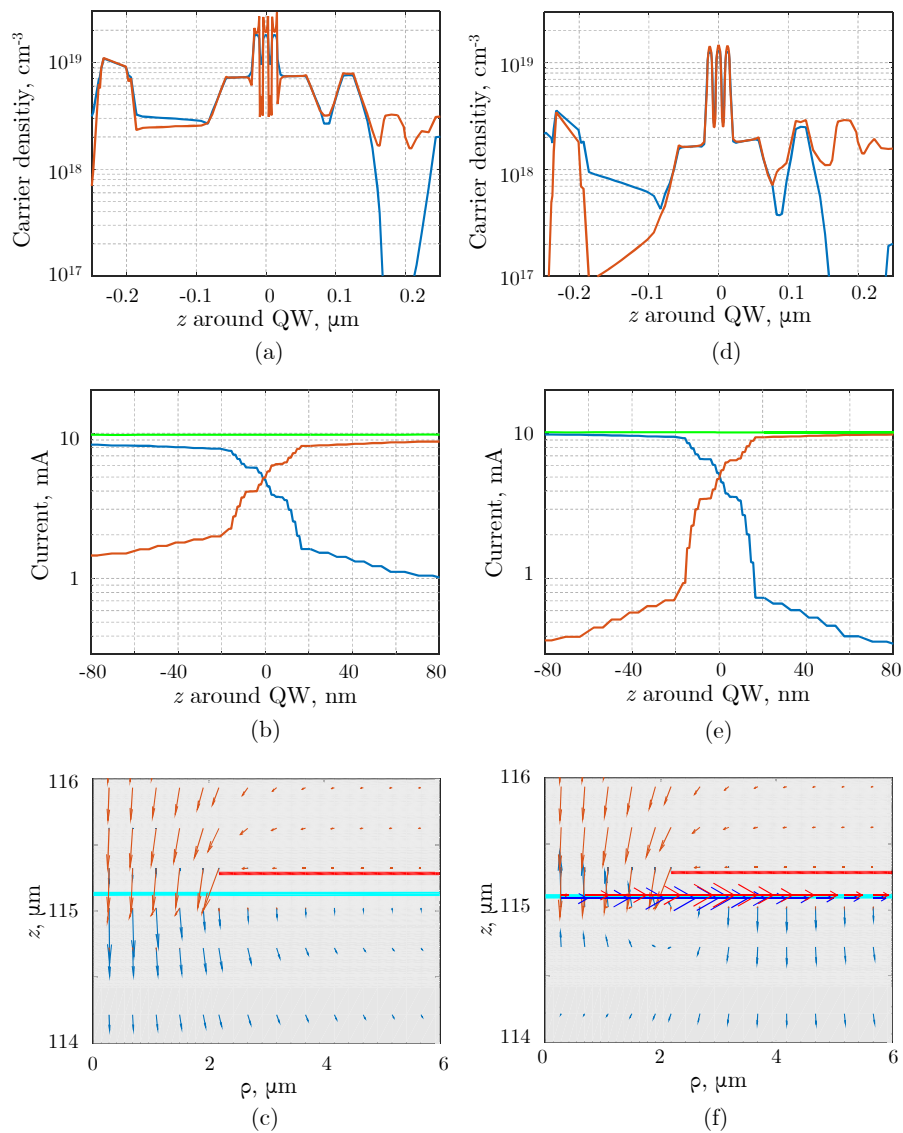 Carrier densitiy, cm-3
10^19
10^18
10^17
-0.2
-0.1
0
0.1
0.2
z around QW, μm
(a)
Carrier densitiy, cm-3
10^19
10^18
10^17
-0.2
-0.1
0
0.1
0.2
z around QW, μm
(d)
Current, mA
10
1
-80
-40
0
40
80
z around QW, nm
(b)
Current, mA
10
1
-80
-40
0
40
80
z around QW, nm
(e)
z, μm
116
115
114
0
2
4
6
ρ, μm
(c)
z, μm
116
115
114
0
2
4
6
ρ, μm
(f)